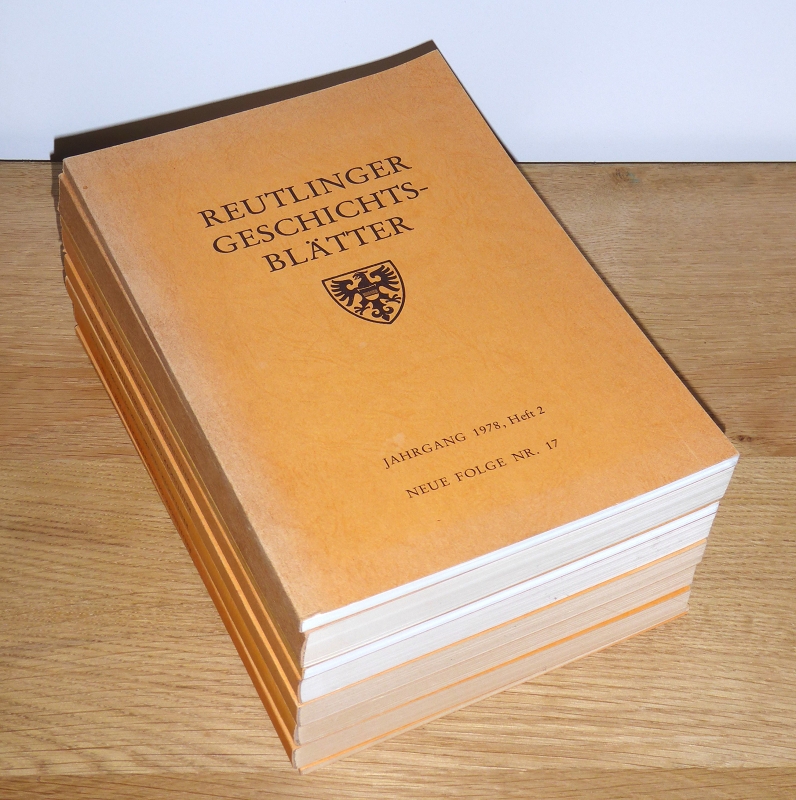 REUTLINGER
GESCHICHTS-
BLÄTTER
JAHRGANG 1978, Heft 2
NEUE FOLGE NR. 17